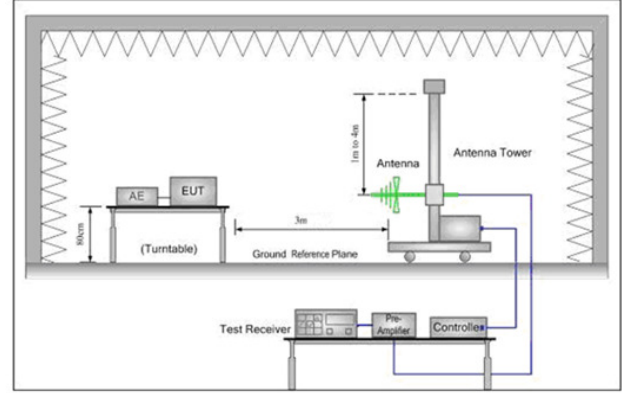 1m to 4m
Antenna
Antenna Tower
AE
EUT
80cm
(Turntable)
3m
Ground Reference Plane
Test Receiver
Pre-
Amplifier
Controlle